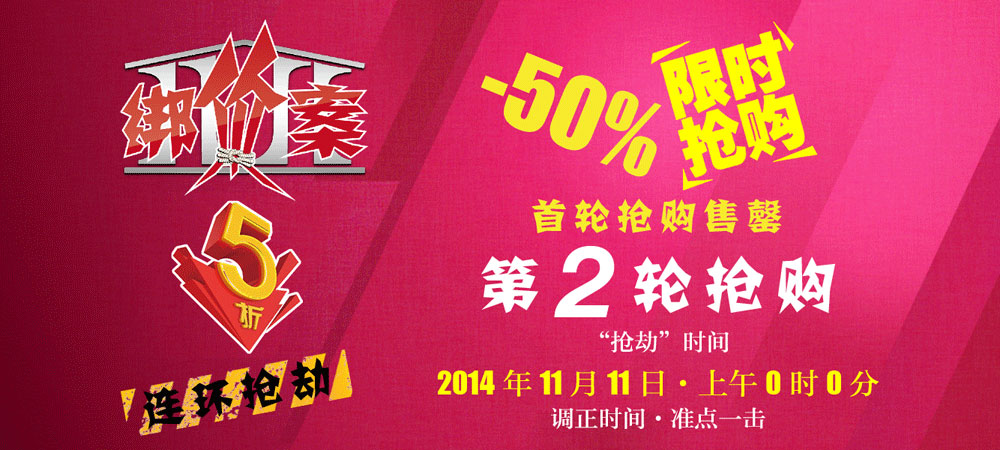 绑价案
III
5折
连环抢劫
-50%
限时
抢购
首轮抢购售罄
第2轮抢购
“抢劫”时间
2014年11月11日·上午0时0分
调正时间·准点一击